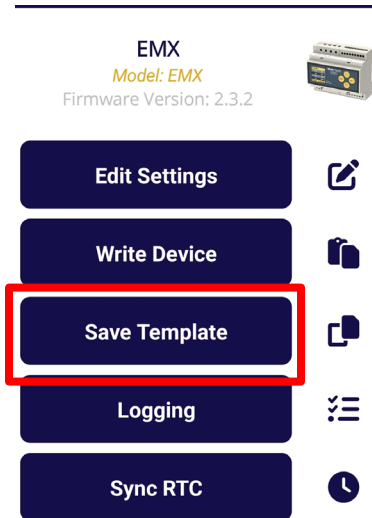 EMX
Model: EMX
Firmware Version: 2.3.2
Edit Settings
Write Device
Save Template
Logging
Sync RTC